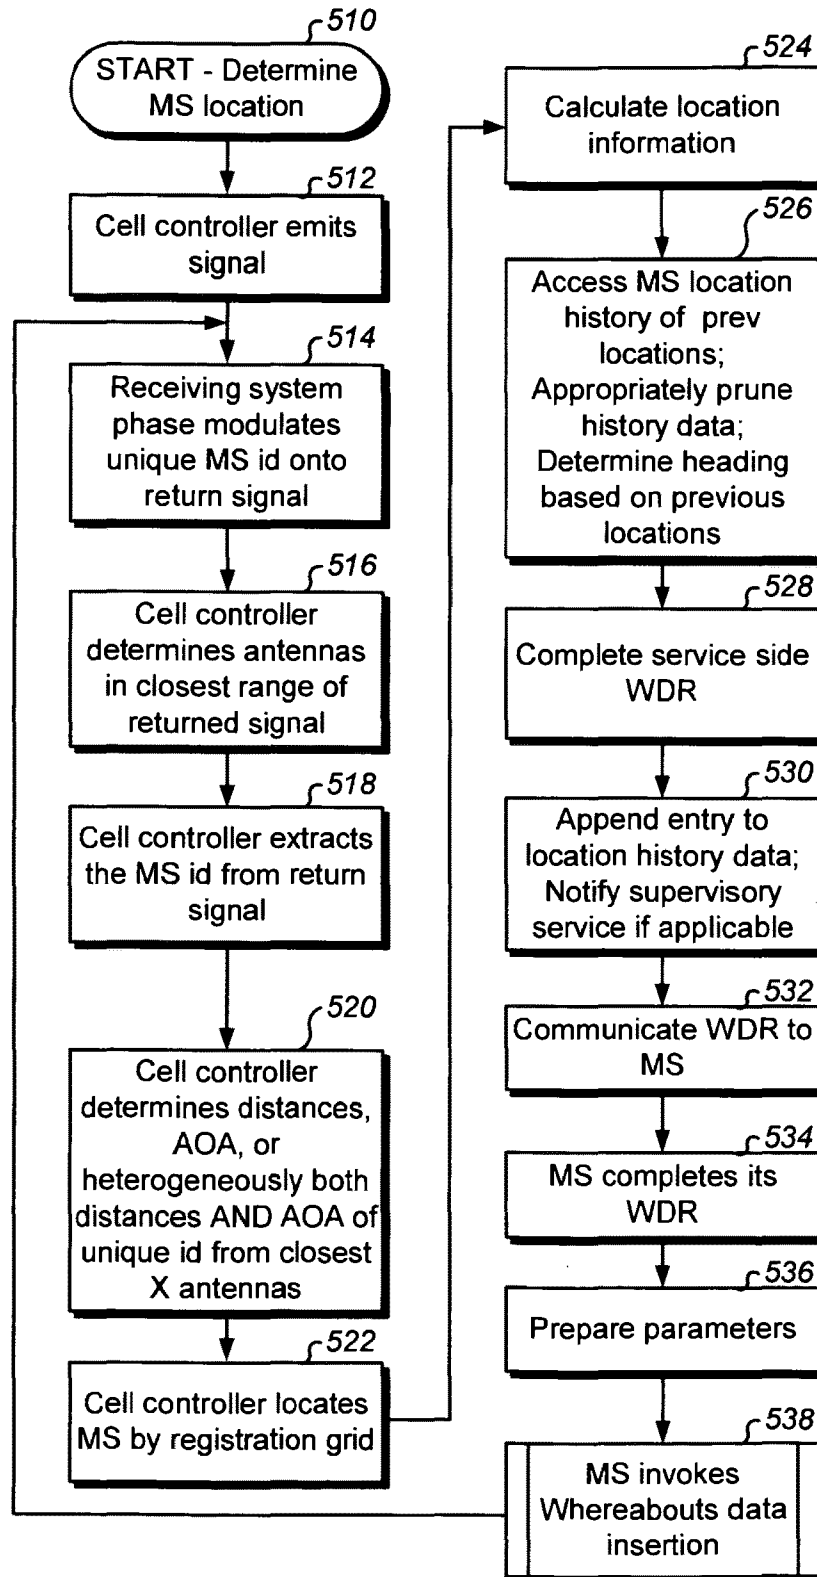 510
START - Determine
MS location
512
Cell controller emits
signal
514
Receiving system
phase modulates
unique MS id onto
return signal
516
Cell controller
determines antennas
in closest range of
returned signal
518
Cell controller extracts
the MS id from return
signal
520
Cell controller
determines distances,
AOA, or
heterogeneously both
distances AND AOA of
unique id from closest
X antennas
522
Cell controller locates
MS by registration grid
524
Calculate location
information
526
Access MS location
history of prev
locations;
Appropriately prune
history data;
Determine heading
based on previous
locations
528
Complete service side
WDR
530
Append entry to
location history data;
Notify supervisory
service if applicable
532
Communicate WDR to
MS
534
MS completes its
WDR
536
Prepare parameters
538
MS invokes
Whereabouts data
insertion